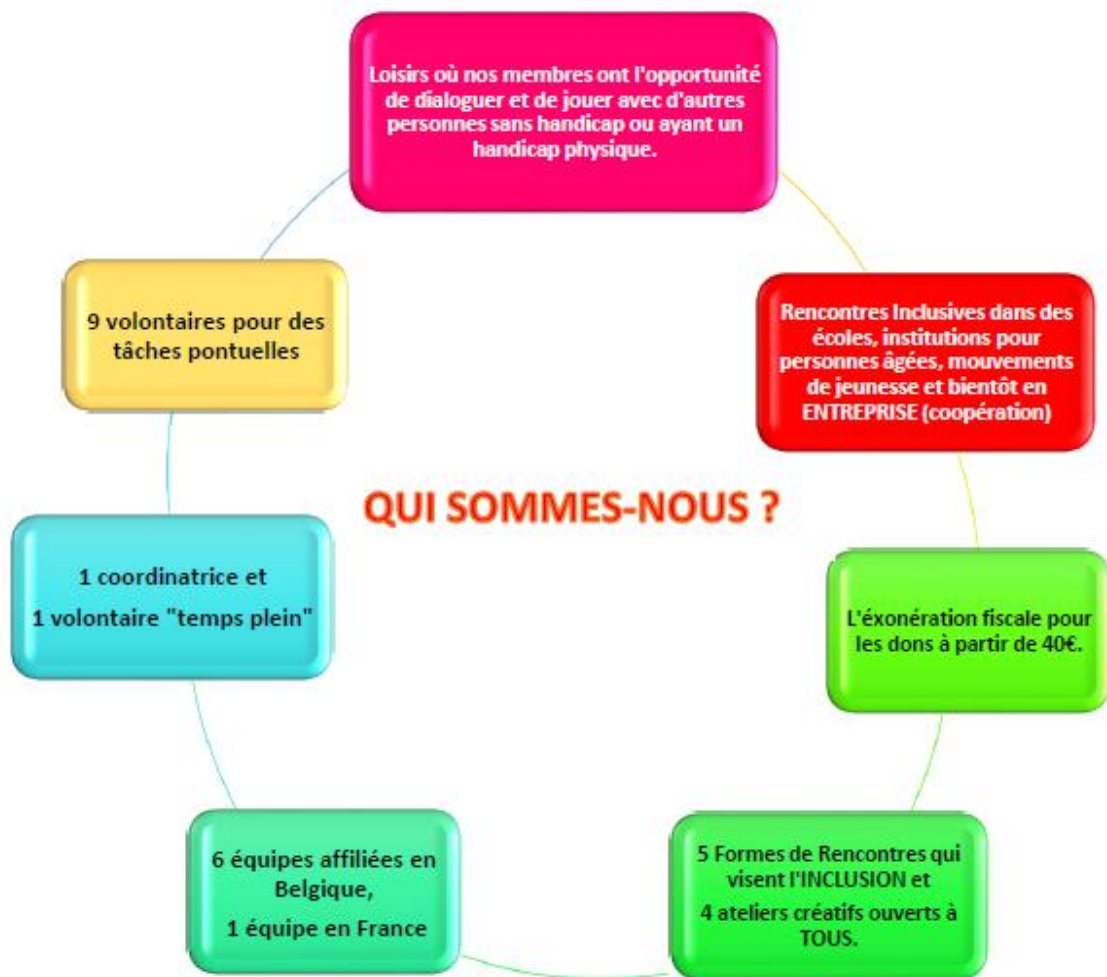 Loisirs où nos membres ont l'opportunité
de dialoguer et de jouer avec d'autres
personnes sans handicap ou ayant un
handicap physique.
Rencontres Inclusives dans des
écoles, institutions pour
personnes âgées, mouvements
de jeunesse et bientôt en
ENTREPRISE (coopération)
L'éxonération fiscale pour
les dons à partir de 40€.
5 Formes de Rencontres qui
visent l'INCLUSION et
4 ateliers créatifs ouverts à
TOUS.
6 équipes affiliées en
Belgique,
1 équipe en France
1 coordinatrice et
1 volontaire "temps plein"
9 volontaires pour des
tâches pontuelles
QUI SOMMES-NOUS ?